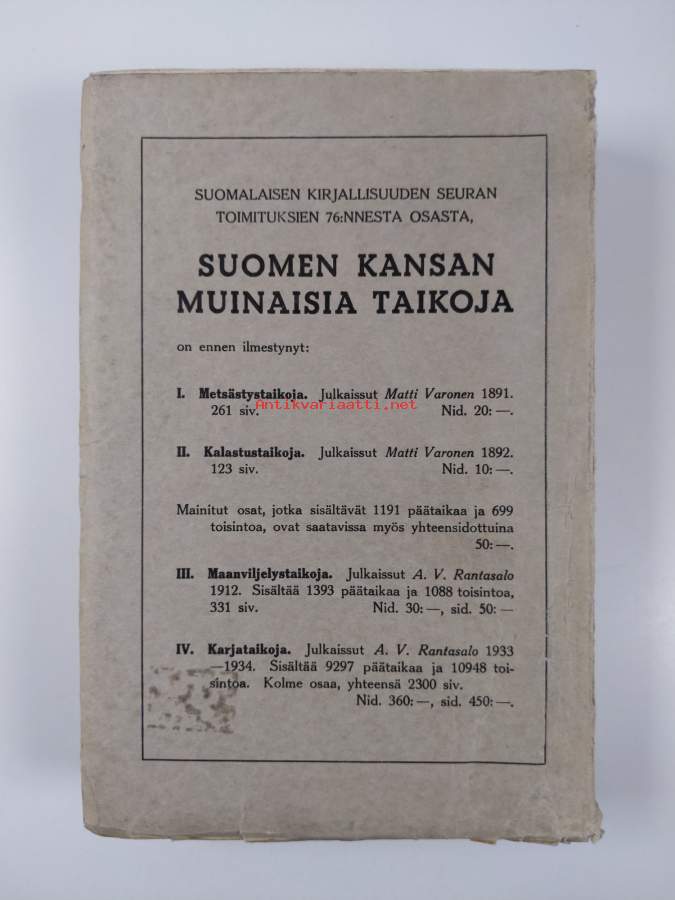 SUOMALAISEN KIRJALLISUUDEN SEURAN
TOIMITUKSIEN 76:NNESTA OSASTA,
SUOMEN KANSAN
MUINAISIA TAIKOJA
on ennen ilmestynyt:
I. Metsästystaikoja. Julkaissut Matti Varonen 1891.
261 siv. Nid. 20:—.
Antikvariaatti.net
II. Kalastustaikoja. Julkaissut Matti Varonen 1892.
123 siv. Nid. 10:—.
Mainitut osat, jotka sisältävät 1191 päätaikaa ja 699
toisintoa, ovat saatavissa myös yhteensidottuina
50:—.
III. Maanviljelystaikoja. Julkaissut A. V. Rantasalo
1912. Sisältää 1393 päätaikaa ja 1088 toisintoa,
331 siv. Nid. 30:—, sid. 50:—
IV. Karjataikoja. Julkaissut A. V. Rantasalo 1933
—1934. Sisältää 9297 päätaikaa ja 10948 toi-
sintoa. Kolme osaa, yhteensä 2300 siv.
Nid. 360:—, sid. 450:—.